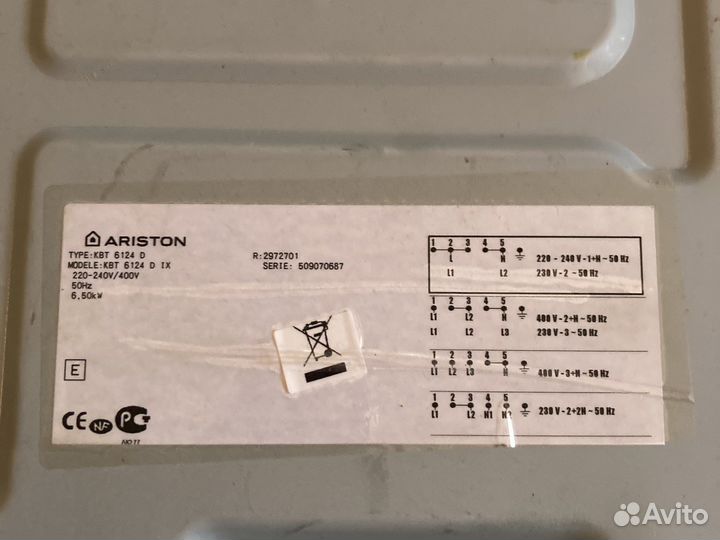 ARISTON
TYPE:KBT 6124 D
R:2972701
MODELE:KBT 6124 D IX
SERIE: 509070687
220-240V/400V
50Hz
6,50kW
E
CE NF
1 2 3 4 5
L N 220 - 240 V-1+N~50 Hz
L1 L2 230 V-2 ~50 Hz
1 2 3 4 5
L1 L2 N 400 V-2+N~50 Hz
L1 L2 L3 230 V-3~50 Hz
1 2 3 4 5
L1 L2 L3 N 400 V-3+N~50 Hz
1 2 3 4 5
L1 L2 N1 N2 230 V-2+2N~50 Hz
Avito